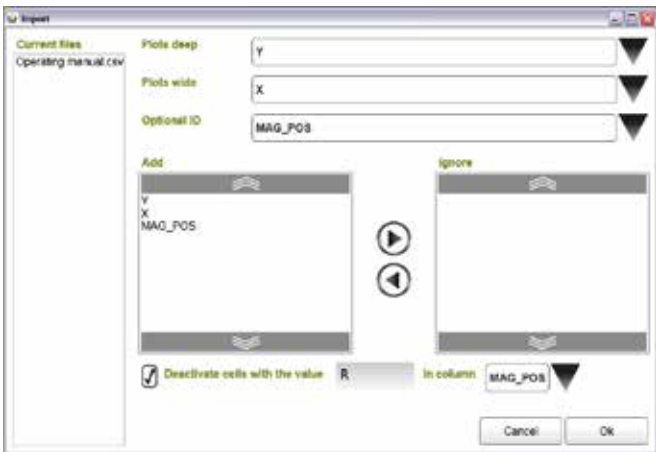 Import
Current files
Operating manual.csv
Plots deep
Y
Plots wide
X
Optional ID
MAG_POS
Add
Y
X
MAG_POS
Ignore
Deactivate cells with the value
R
In column
MAG_POS
Cancel
Ok